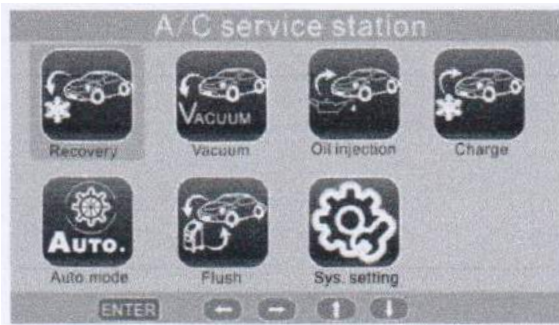 A/C service station
VACUUM
Recovery Vacuum Oil injection Charge
AUTO.
Auto mode Flush Sys. setting
ENTER